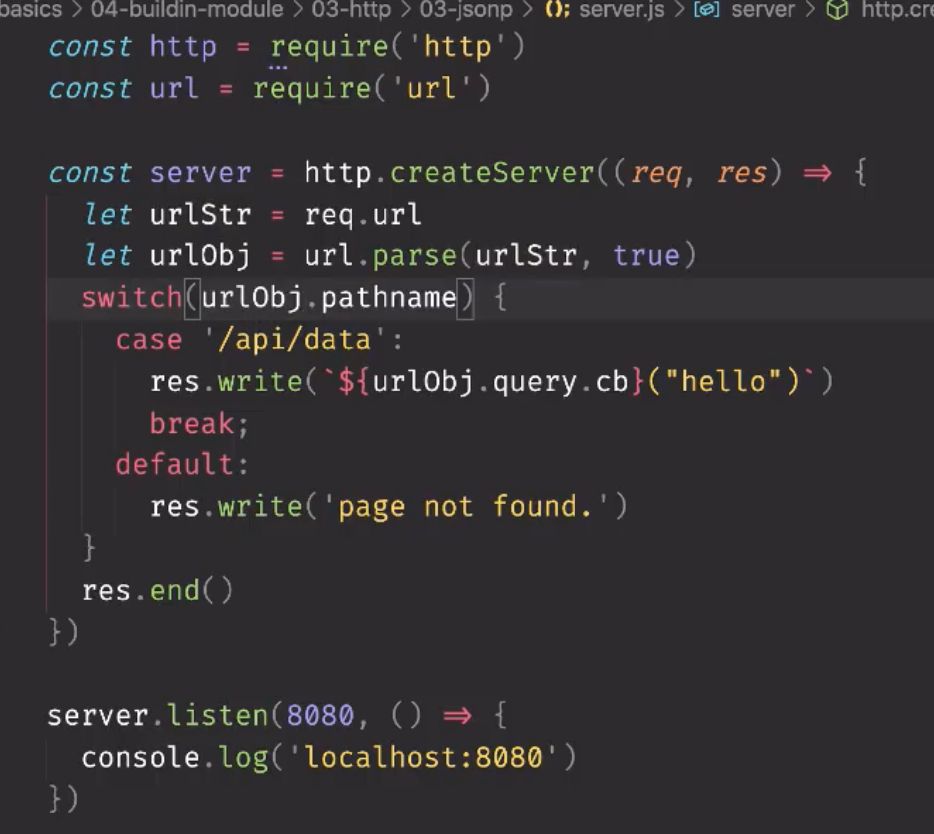 basics > 04-buildin-module > 03-http > 03-jsonp > server.js > server >
const http = require('http')
const url = require('url')
const server = http.createServer((req, res) => {
let urlStr = req.url
let urlObj = url.parse(urlStr, true)
switch(urlObj.pathname) {
case '/api/data':
res.write(`${urlObj.query.cb}("hello")`)
break;
default:
res.write('page not found.')
}
res.end()
})
server.listen(8080, () => {
console.log('localhost:8080')
})